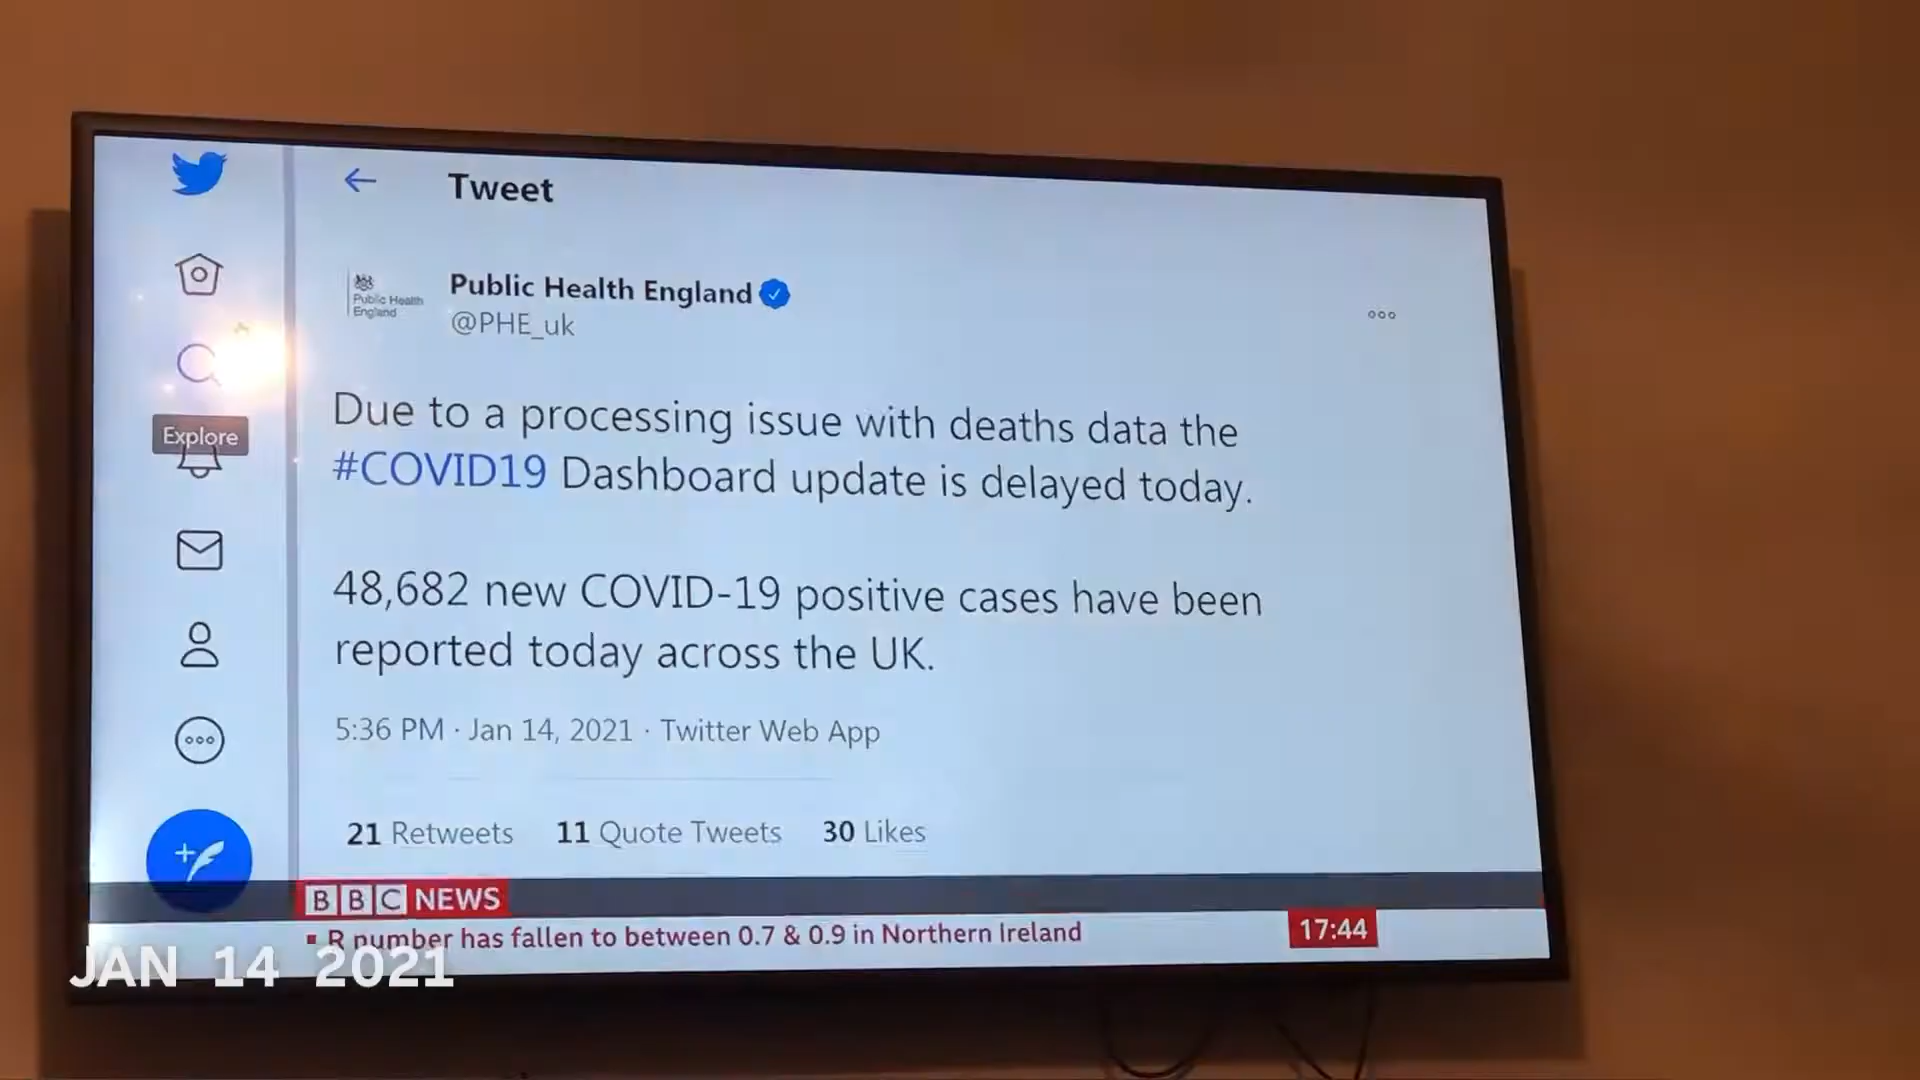 Tweet
Public Health England
Public Health
England
@PHE_uk
Due to a processing issue with deaths data the
#COVID19 Dashboard update is delayed today.
Explore
48,682 new COVID-19 positive cases have been
reported today across the UK.
5:36 PM · Jan 14, 2021 · Twitter Web App
21 Retweets 11 Quote Tweets 30 Likes
BBC NEWS
R number has fallen to between 0.7 & 0.9 in Northern Ireland
17:44
JAN 14 2021